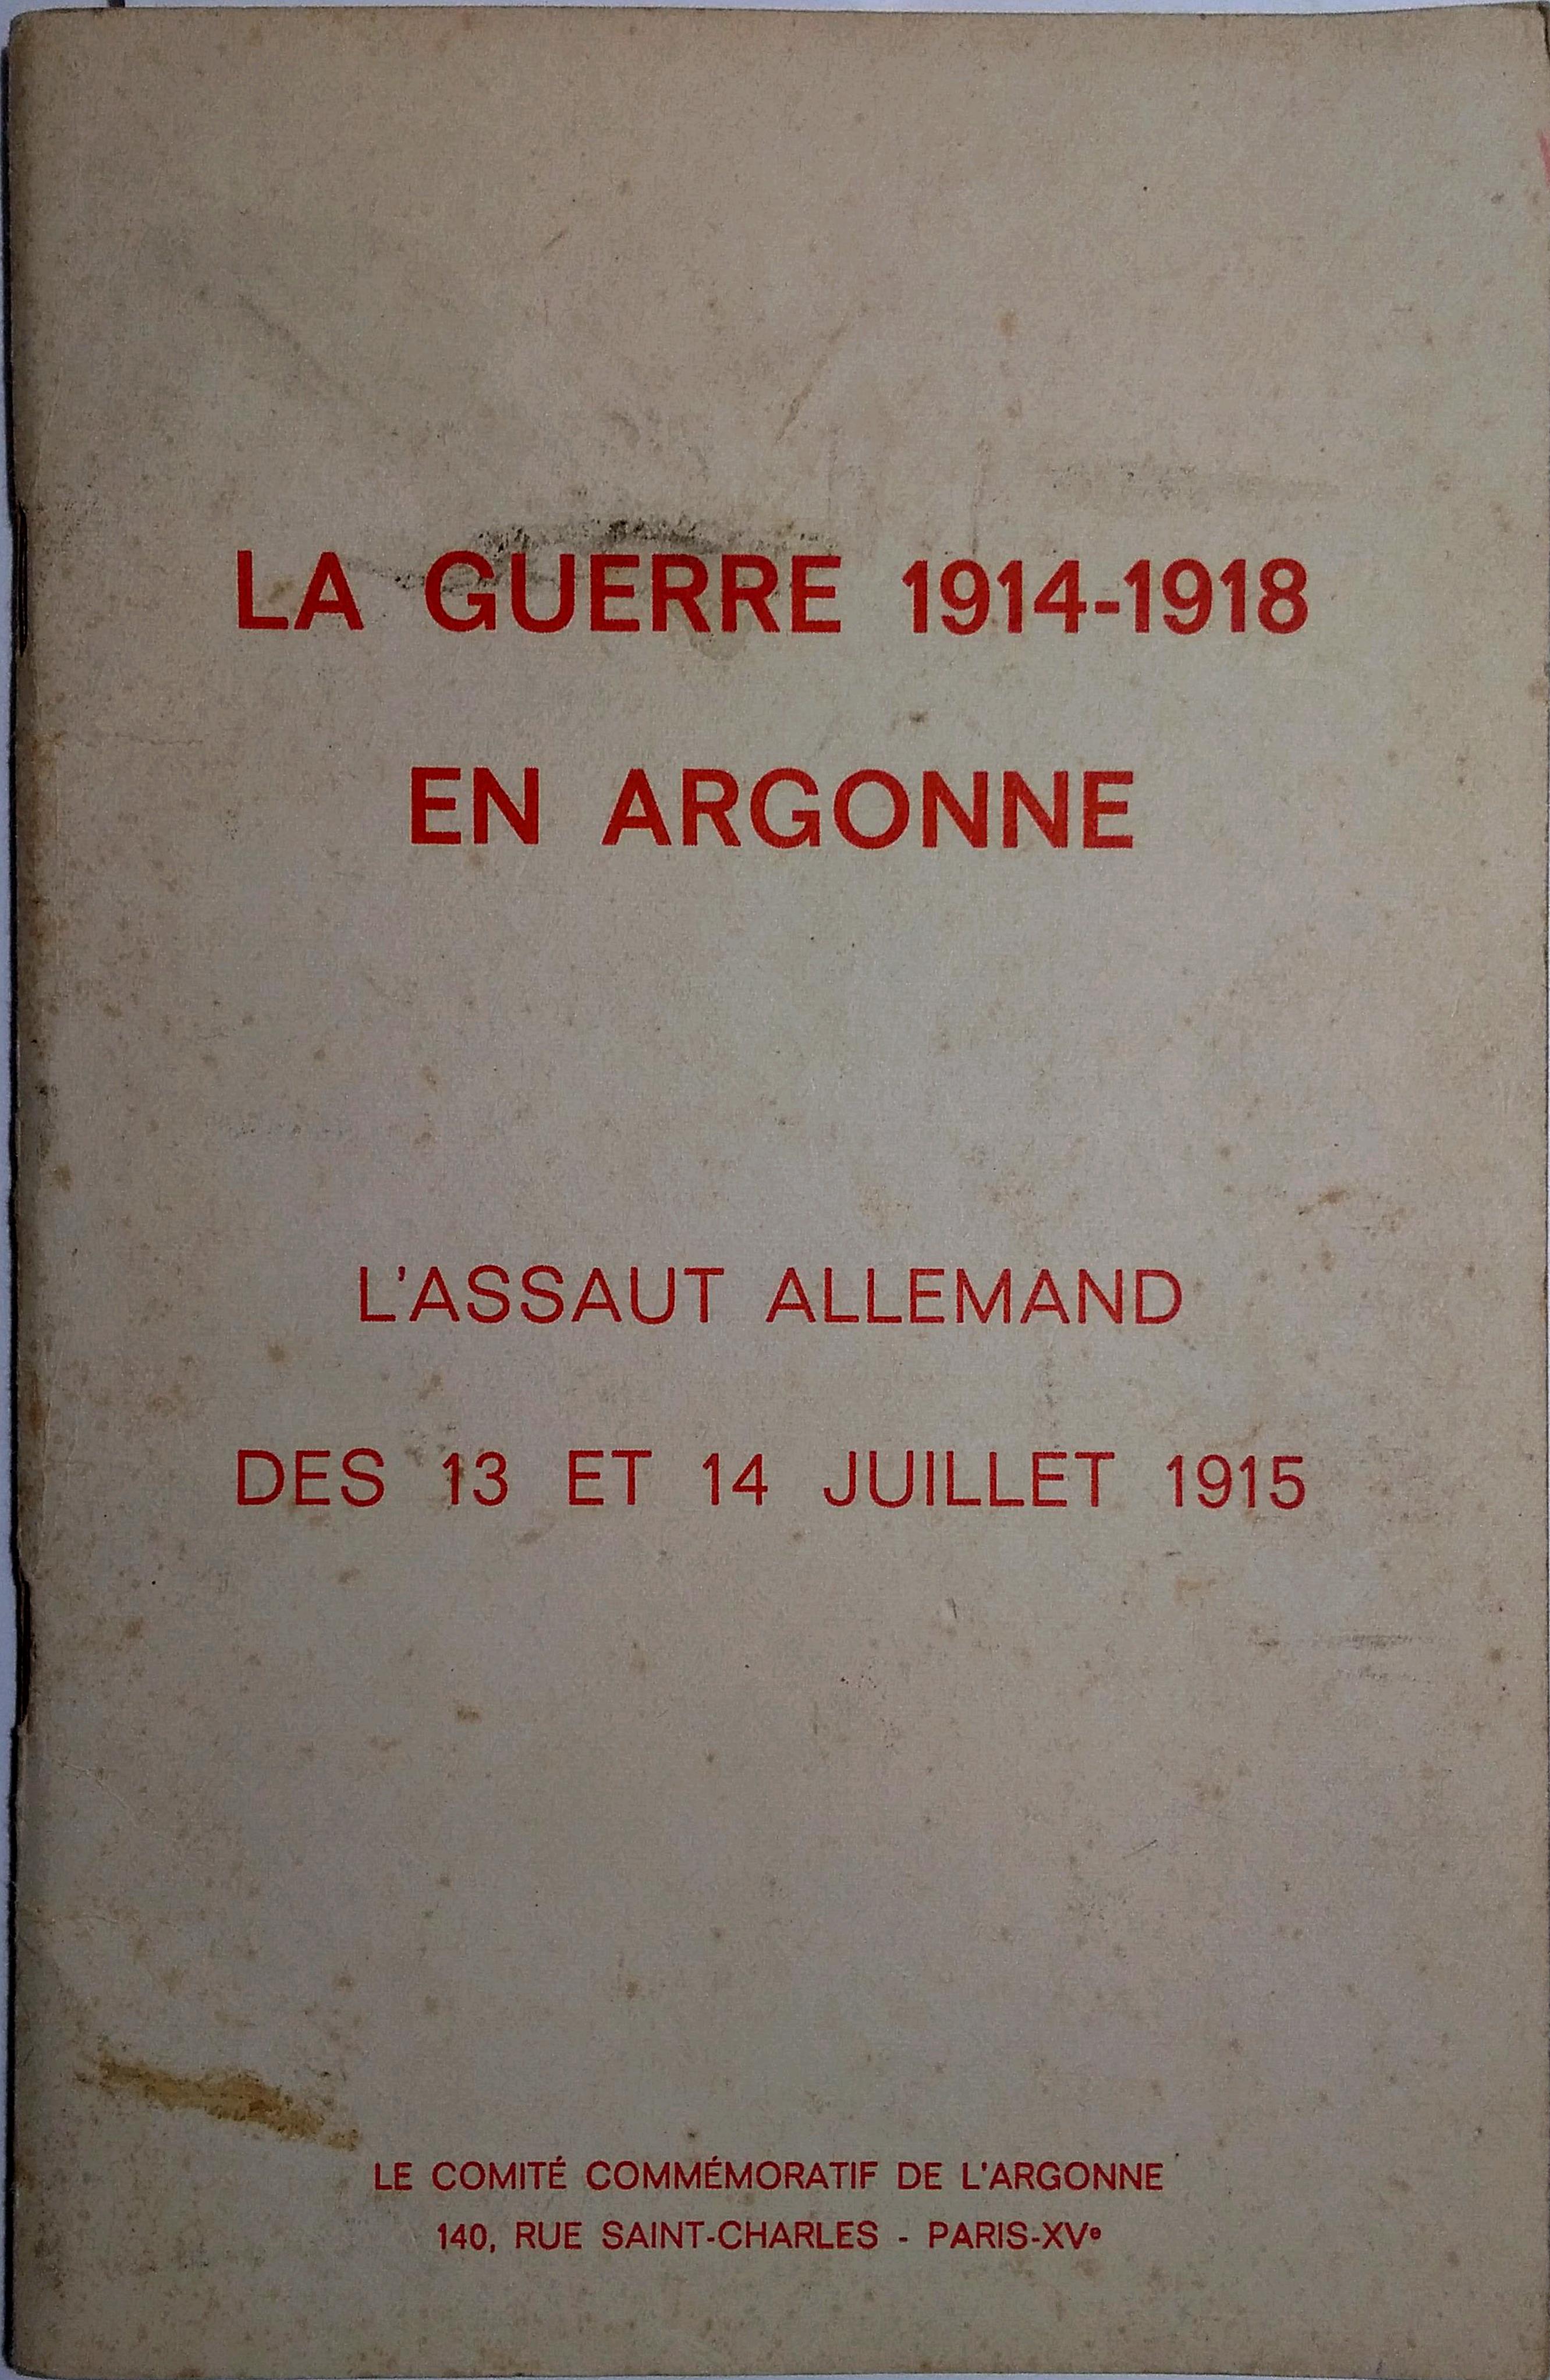 LA GUERRE 1914-1918
EN ARGONNE
L'ASSAUT ALLEMAND
DES 13 ET 14 JUILLET 1915
LE COMITÉ COMMÉMORATIF DE L'ARGONNE
140, RUE SAINT-CHARLES - PARIS-XVᵉ